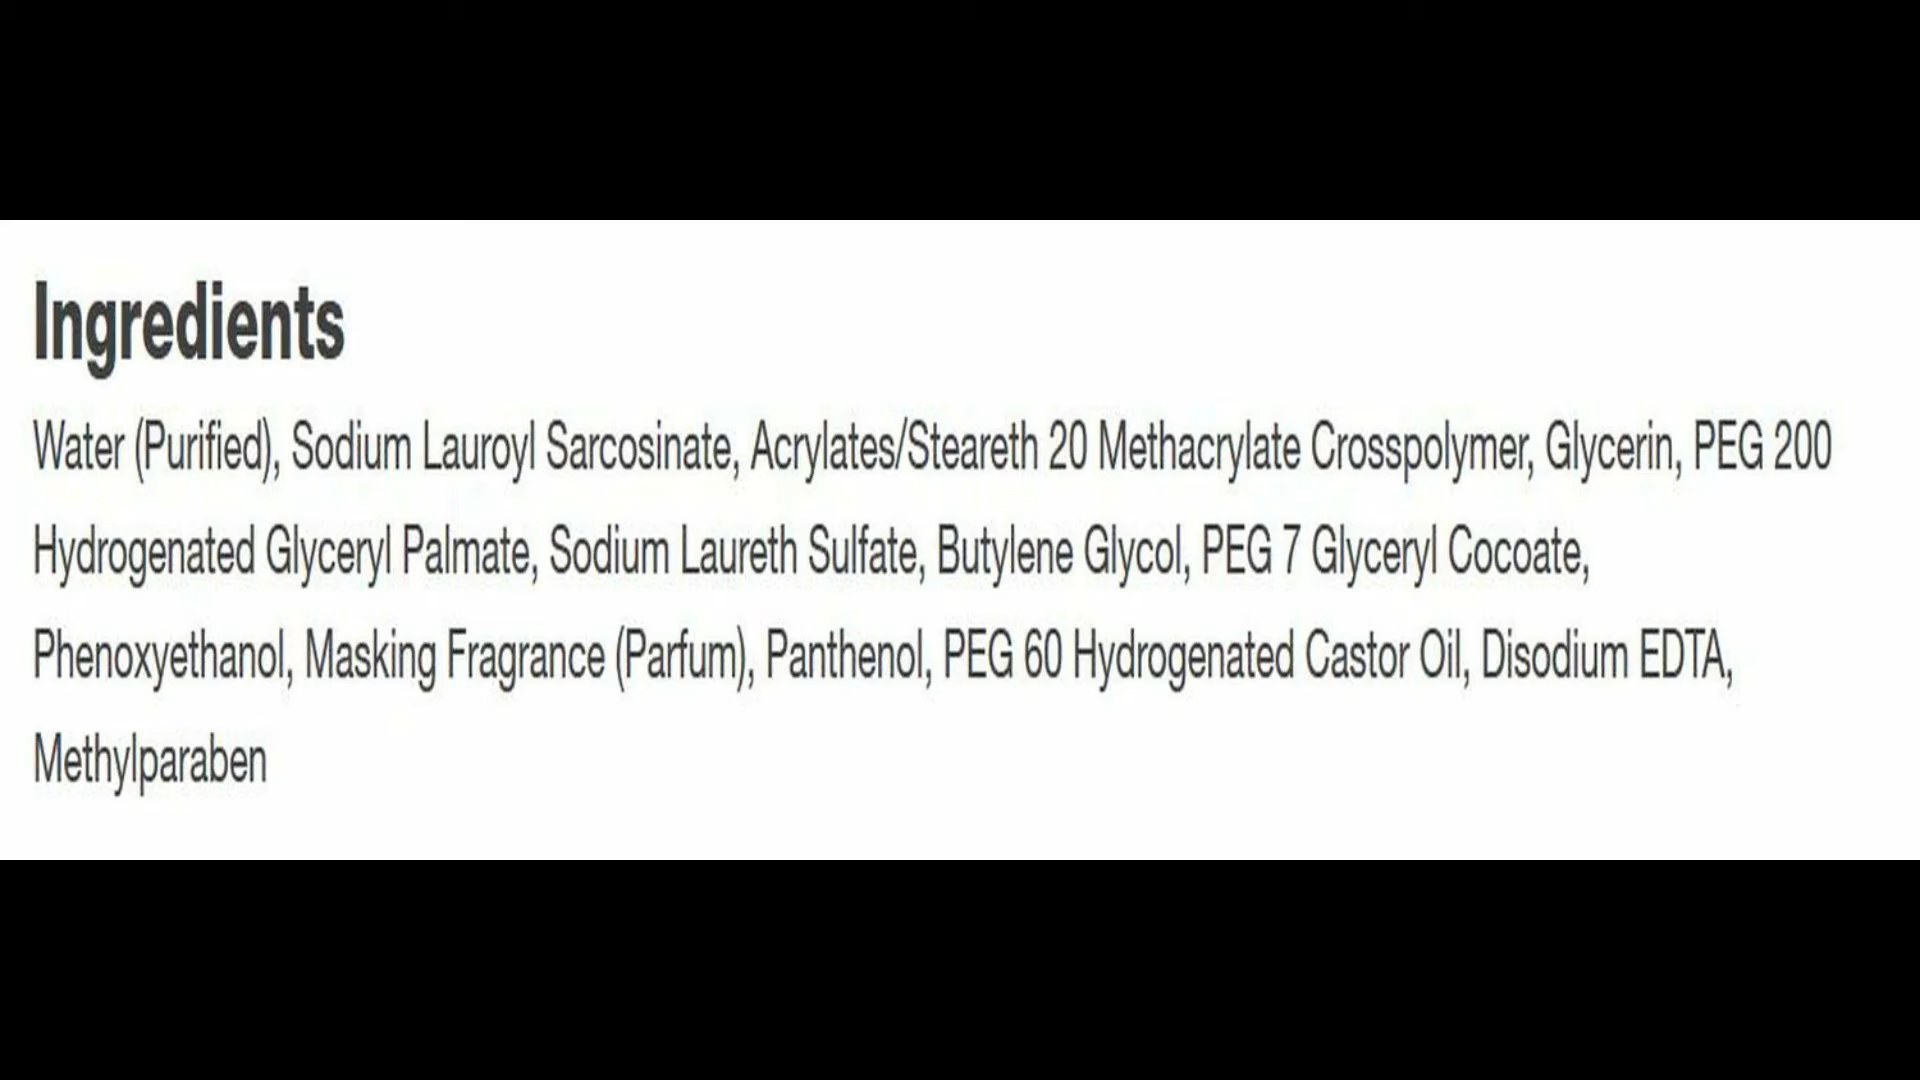 Ingredients
Water (Purified), Sodium Lauroyl Sarcosinate, Acrylates/Steareth 20 Methacrylate Crosspolymer, Glycerin, PEG 200
Hydrogenated Glyceryl Palmate, Sodium Laureth Sulfate, Butylene Glycol, PEG 7 Glyceryl Cocoate,
Phenoxyethanol, Masking Fragrance (Parfum), Panthenol, PEG 60 Hydrogenated Castor Oil, Disodium EDTA,
Methylparaben